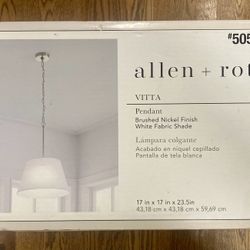 #505
allen + rot
VITTA
Pendant
Brushed Nickel Finish
White Fabric Shade
Lámpara colgante
Acabado en níquel cepillado
Pantalla de tela blanca
17 in x 17 in x 23.5in
43,18 cm x 43,18 cm x 59,69 cm